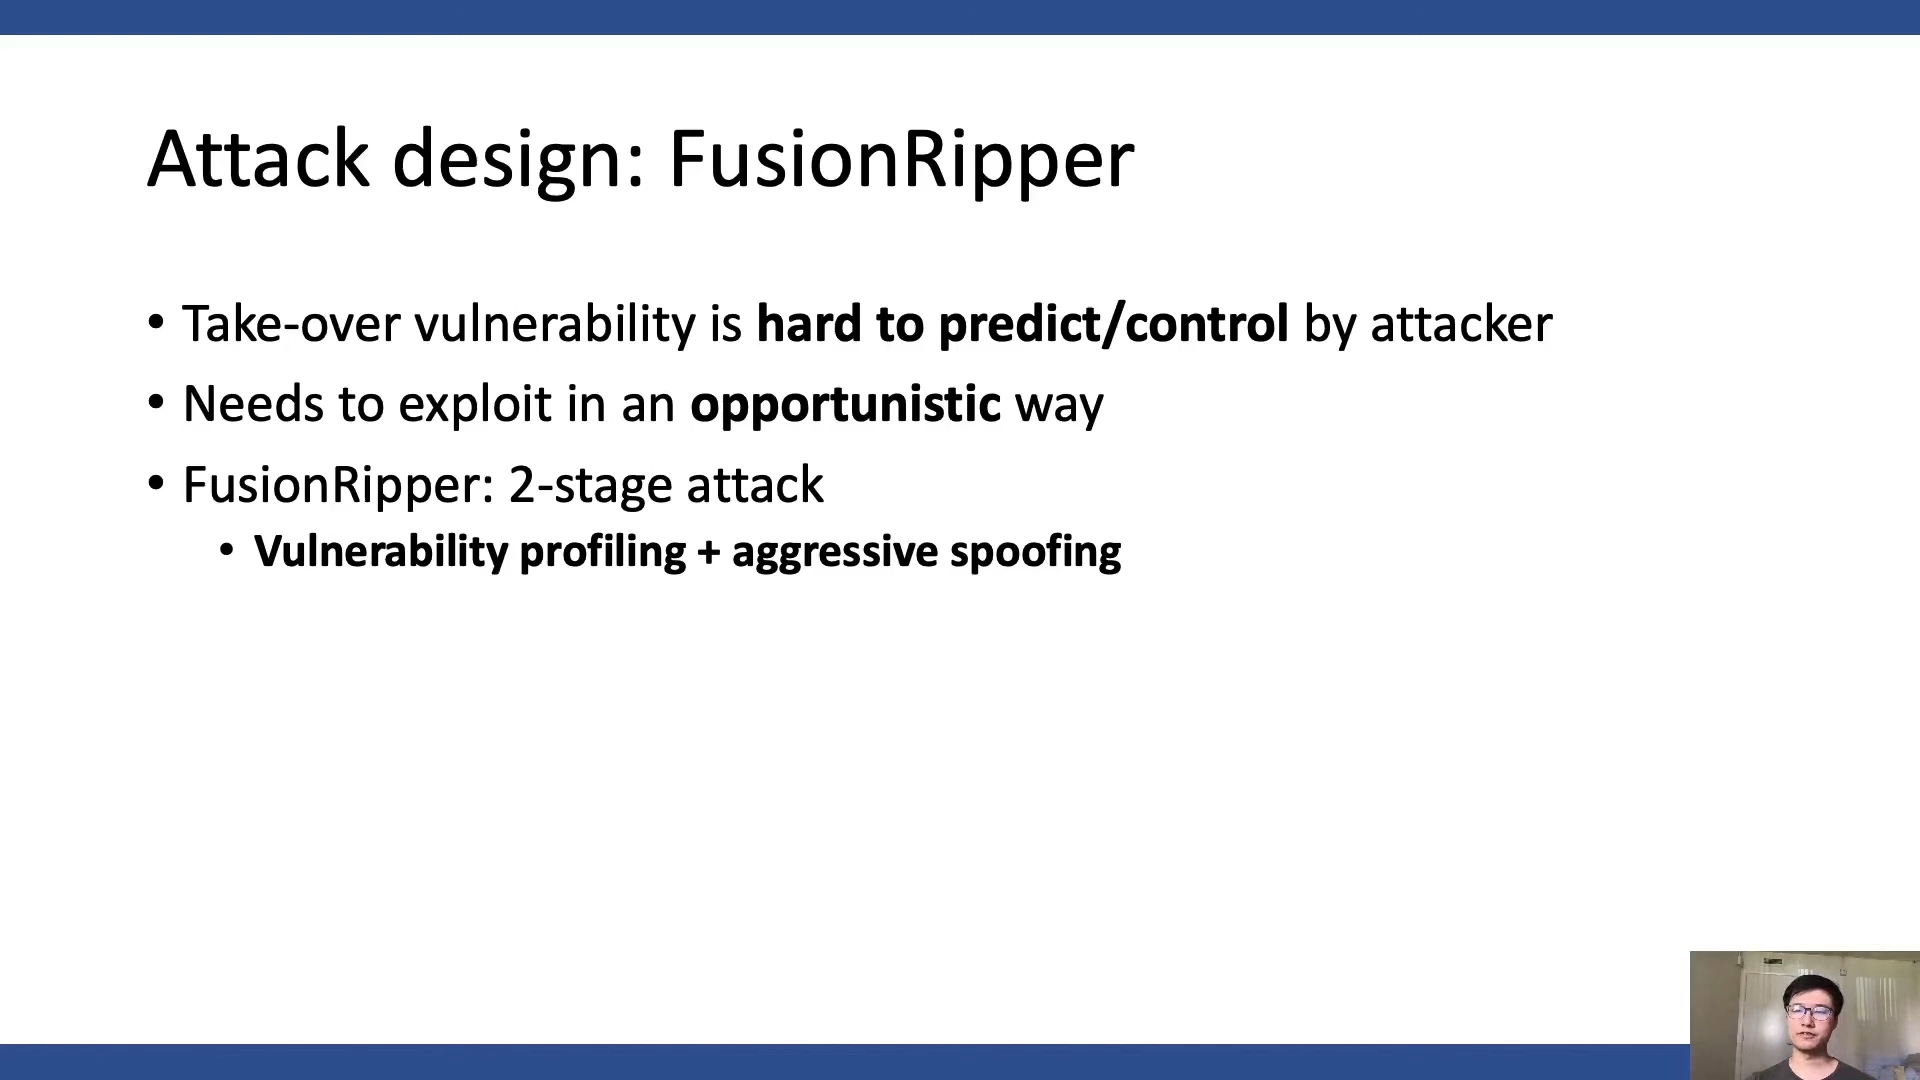 Attack design: FusionRipper
• Take-over vulnerability is hard to predict/control by attacker
• Needs to exploit in an opportunistic way
• FusionRipper: 2-stage attack
• Vulnerability profiling + aggressive spoofing